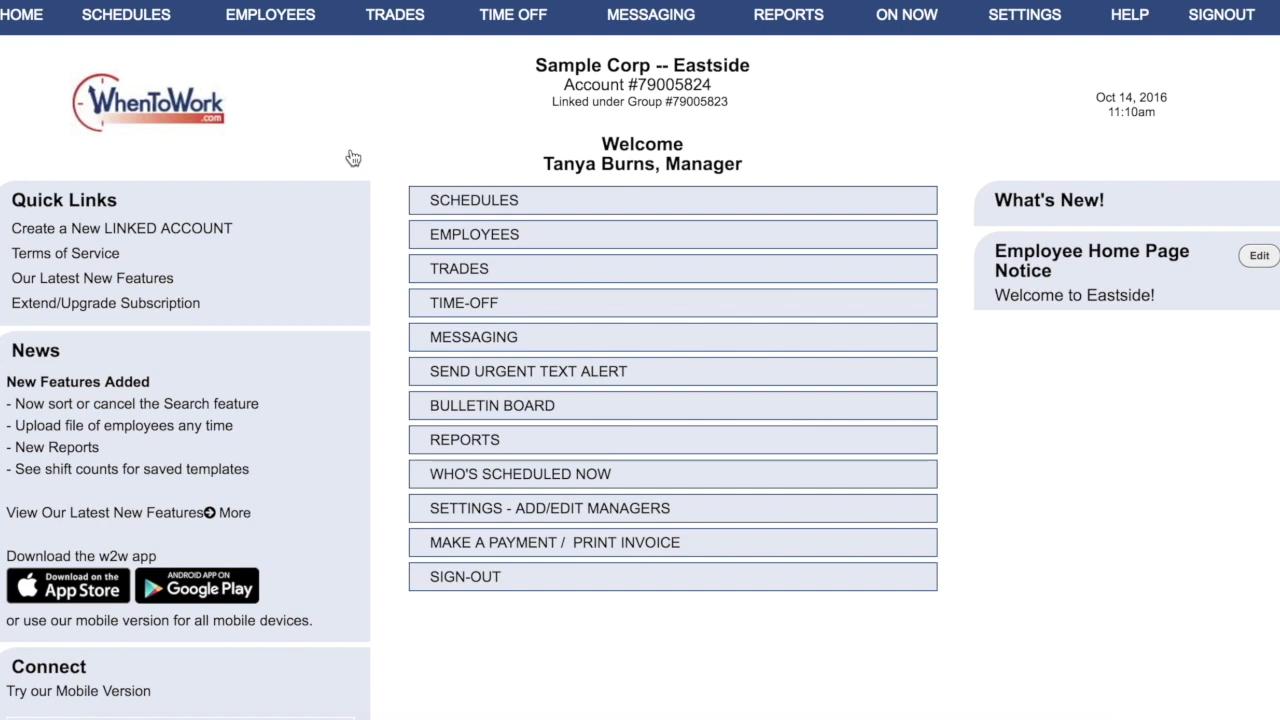 HOME SCHEDULES EMPLOYEES TRADES TIME OFF MESSAGING REPORTS ON NOW SETTINGS HELP SIGNOUT
WhenToWork
.com
Sample Corp -- Eastside
Account #79005824
Linked under Group #79005823
Oct 14, 2016
11:10am
Welcome
Tanya Burns, Manager
Quick Links
Create a New LINKED ACCOUNT
Terms of Service
Our Latest New Features
Extend/Upgrade Subscription
News
New Features Added
- Now sort or cancel the Search feature
- Upload file of employees any time
- New Reports
- See shift counts for saved templates
View Our Latest New Features More
Download the w2w app
Download on the
App Store
ANDROID APP ON
Google Play
or use our mobile version for all mobile devices.
Connect
Try our Mobile Version
SCHEDULES
EMPLOYEES
TRADES
TIME-OFF
MESSAGING
SEND URGENT TEXT ALERT
BULLETIN BOARD
REPORTS
WHO'S SCHEDULED NOW
SETTINGS - ADD/EDIT MANAGERS
MAKE A PAYMENT / PRINT INVOICE
SIGN-OUT
What's New!
Employee Home Page
Notice
Edit
Welcome to Eastside!